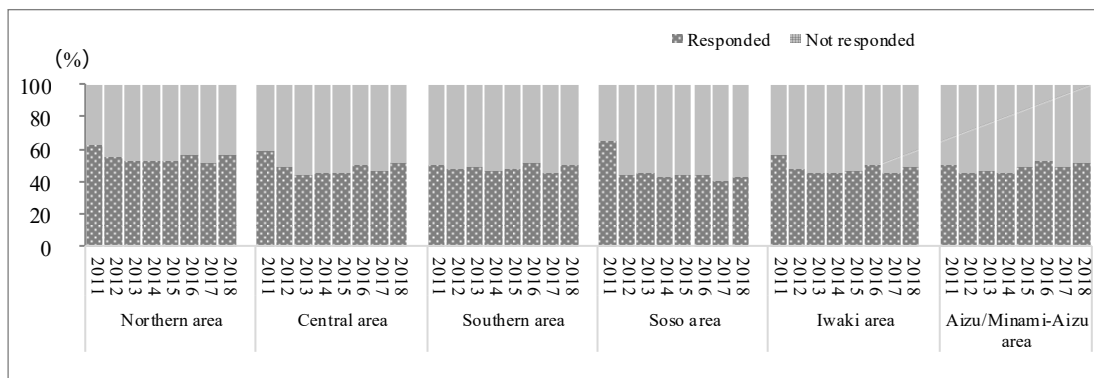 Responded Not responded
(%)
100
80
60
40
20
0
2011 2012 2013 2014 2015 2016 2017 2018 2011 2012 2013 2014 2015 2016 2017 2018 2011 2012 2013 2014 2015 2016 2017 2018 2011 2012 2013 2014 2015 2016 2017 2018 2011 2012 2013 2014 2015 2016 2017 2018 2011 2012 2013 2014 2015 2016 2017 2018
Northern area Central area Southern area Soso area Iwaki area Aizu/Minami-Aizu
area